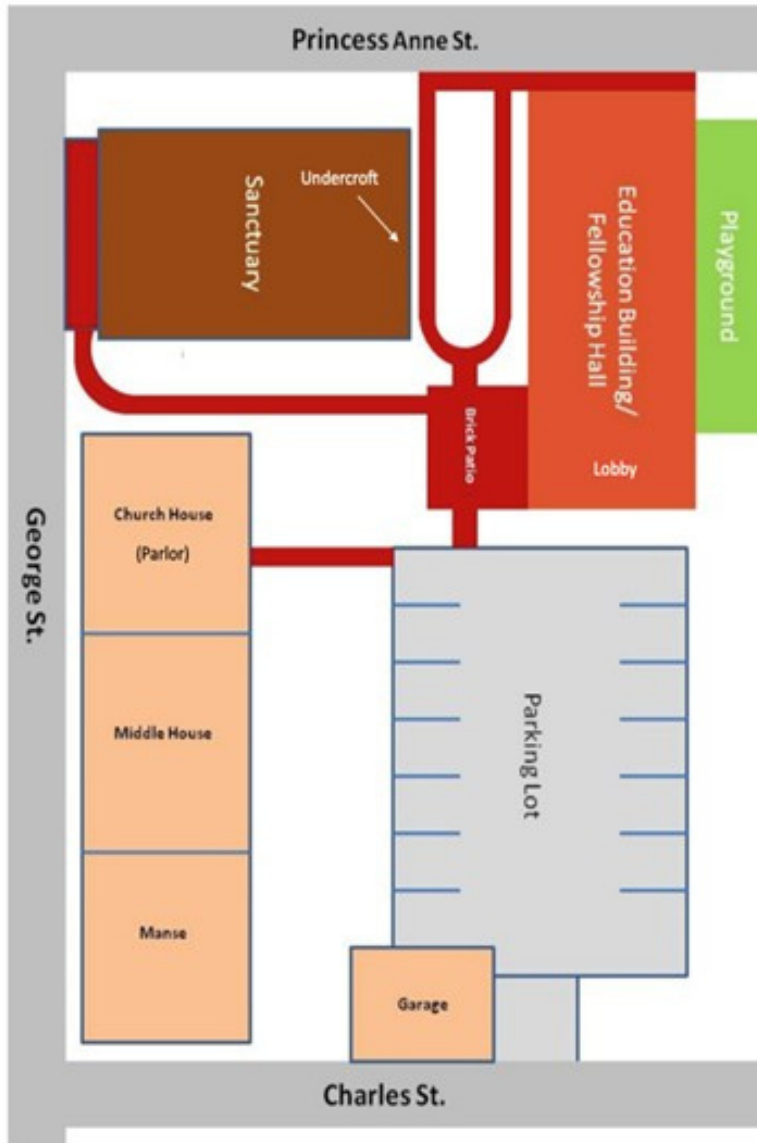 Princess Anne St.
Undercroft
Sanctuary
Education Building/
Fellowship Hall
Playground
Brick Patio
Lobby
Church House
(Parlor)
George St.
Middle House
Parking Lot
Manse
Garage
Charles St.